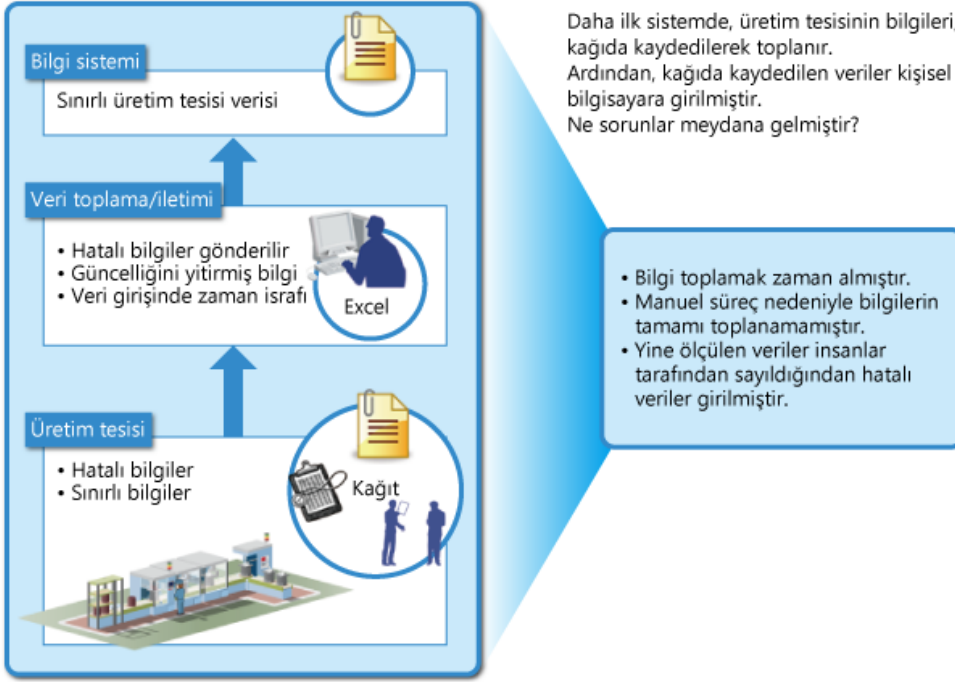 Bilgi sistemi
Sınırlı üretim tesisi verisi
Veri toplama/iletimi
• Hatalı bilgiler gönderilir
• Güncelliğini yitirmiş bilgi
• Veri girişinde zaman israfı
Excel
Üretim tesisi
• Hatalı bilgiler
• Sınırlı bilgiler
Kağıt
Daha ilk sistemde, üretim tesisinin bilgileri,
kağıda kaydedilerek toplanır.
Ardından, kağıda kaydedilen veriler kişisel
bilgisayara girilmiştir.
Ne sorunlar meydana gelmiştir?
• Bilgi toplamak zaman almıştır.
• Manuel süreç nedeniyle bilgilerin
tamamı toplanamamıştır.
• Yine ölçülen veriler insanlar
tarafından sayıldığından hatalı
veriler girilmiştir.